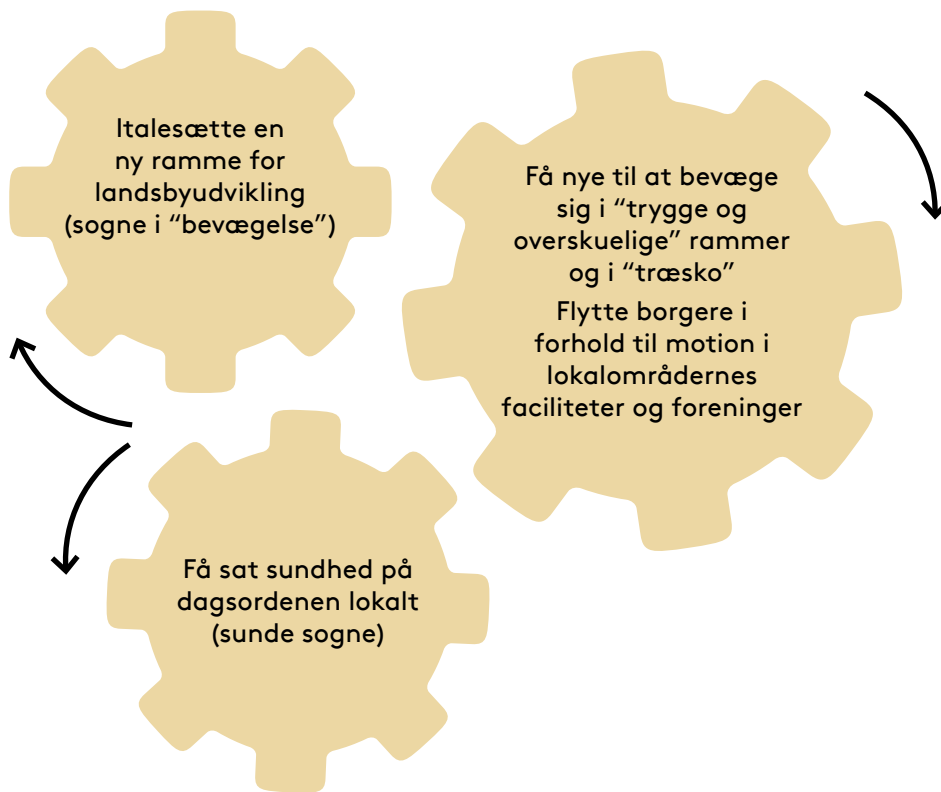 Italesætte en
ny ramme for
landsbyudvikling
(sogne i “bevægelse”)
Få nye til at bevæge
sig i “trygge og
overskuelige” rammer
og i “træsko”
Flytte borgere i
forhold til motion i
lokalområdernes
faciliteter og foreninger
Få sat sundhed på
dagsordenen lokalt
(sunde sogne)